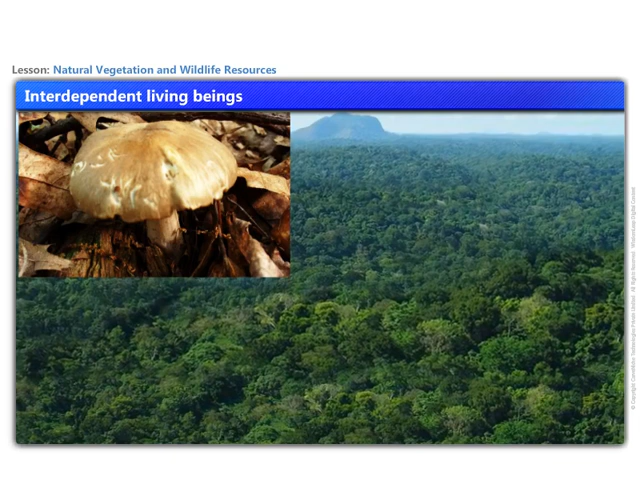 Lesson: Natural Vegetation and Wildlife Resources
Interdependent living beings